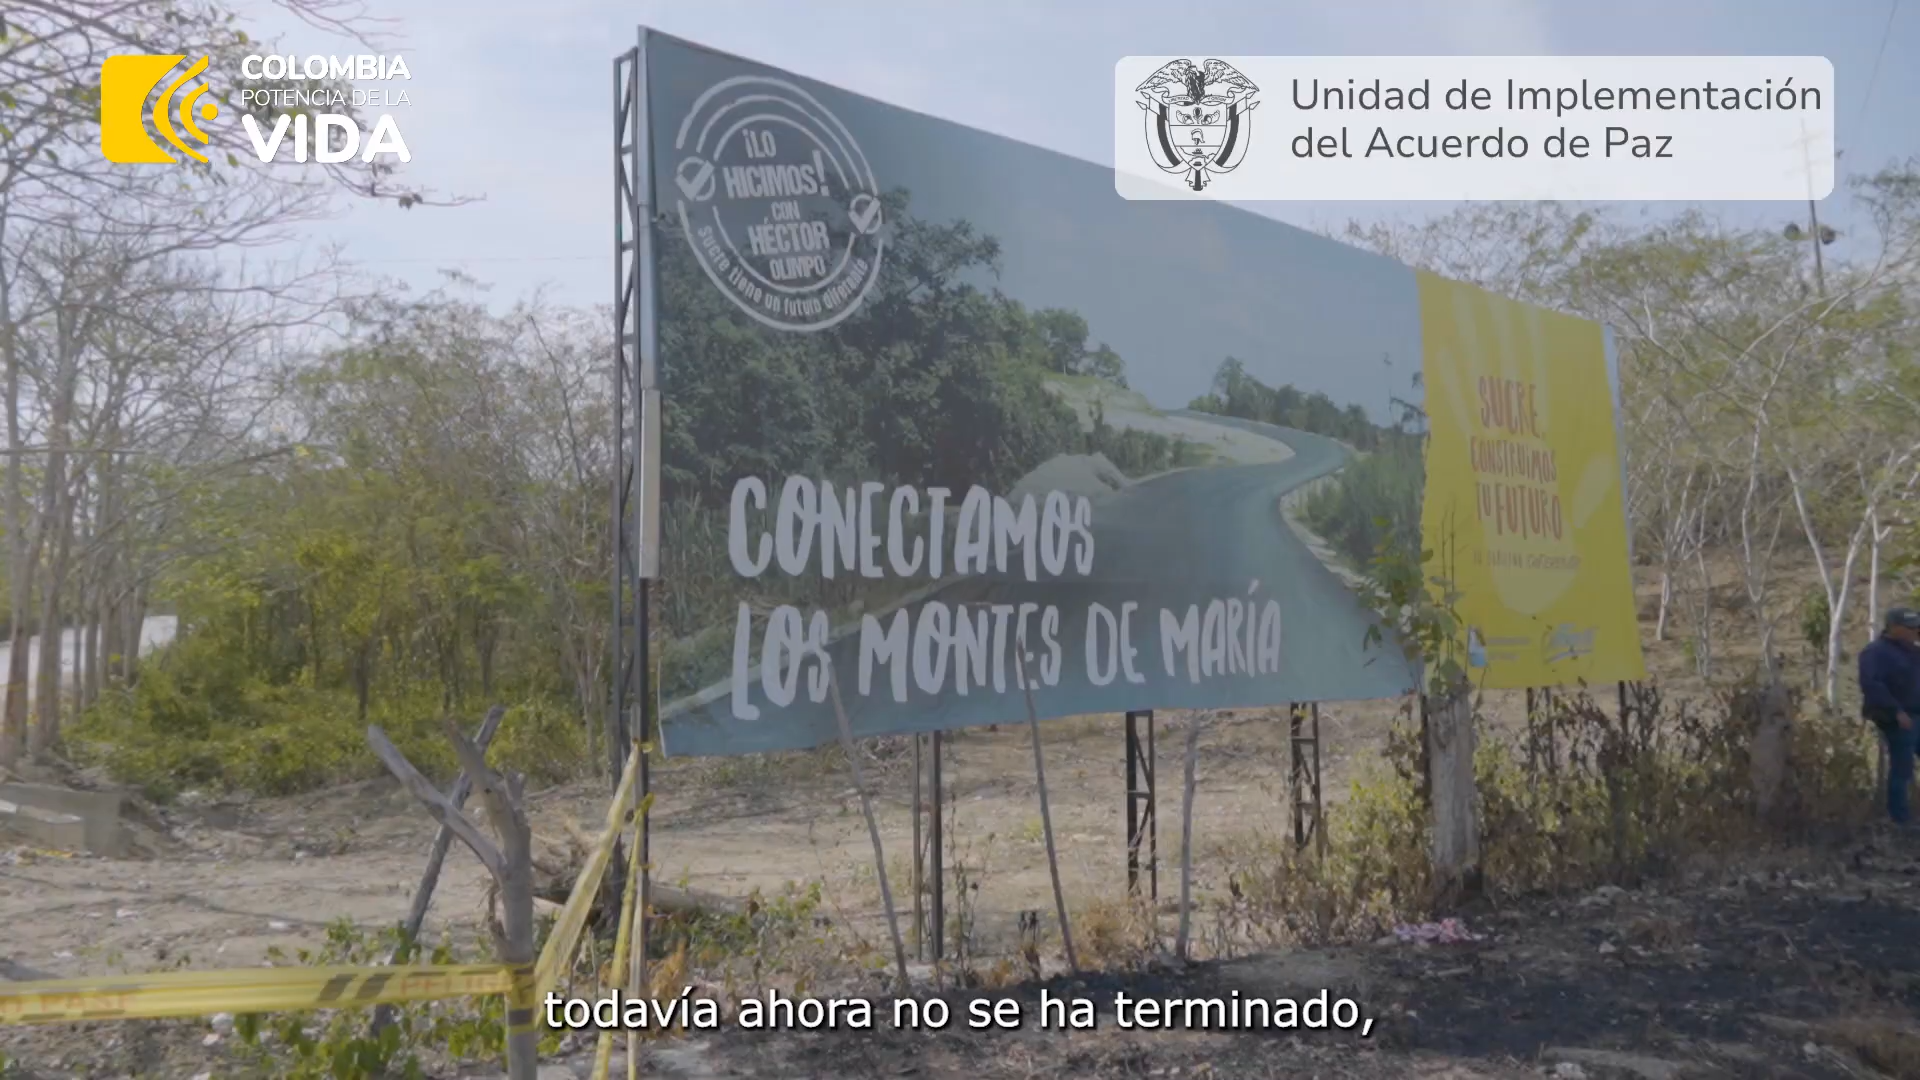 COLOMBIA
POTENCIA DE LA
VIDA
Unidad de Implementación
del Acuerdo de Paz
¡LO
HICIMOS!
CON
HÉCTOR
OLIMPO
sucre tiene un futuro diferente
CONECTAMOS
LOS MONTES DE MARÍA
SUCRE,
CONSTRUIMOS
TU FUTURO
todavía ahora no se ha terminado,